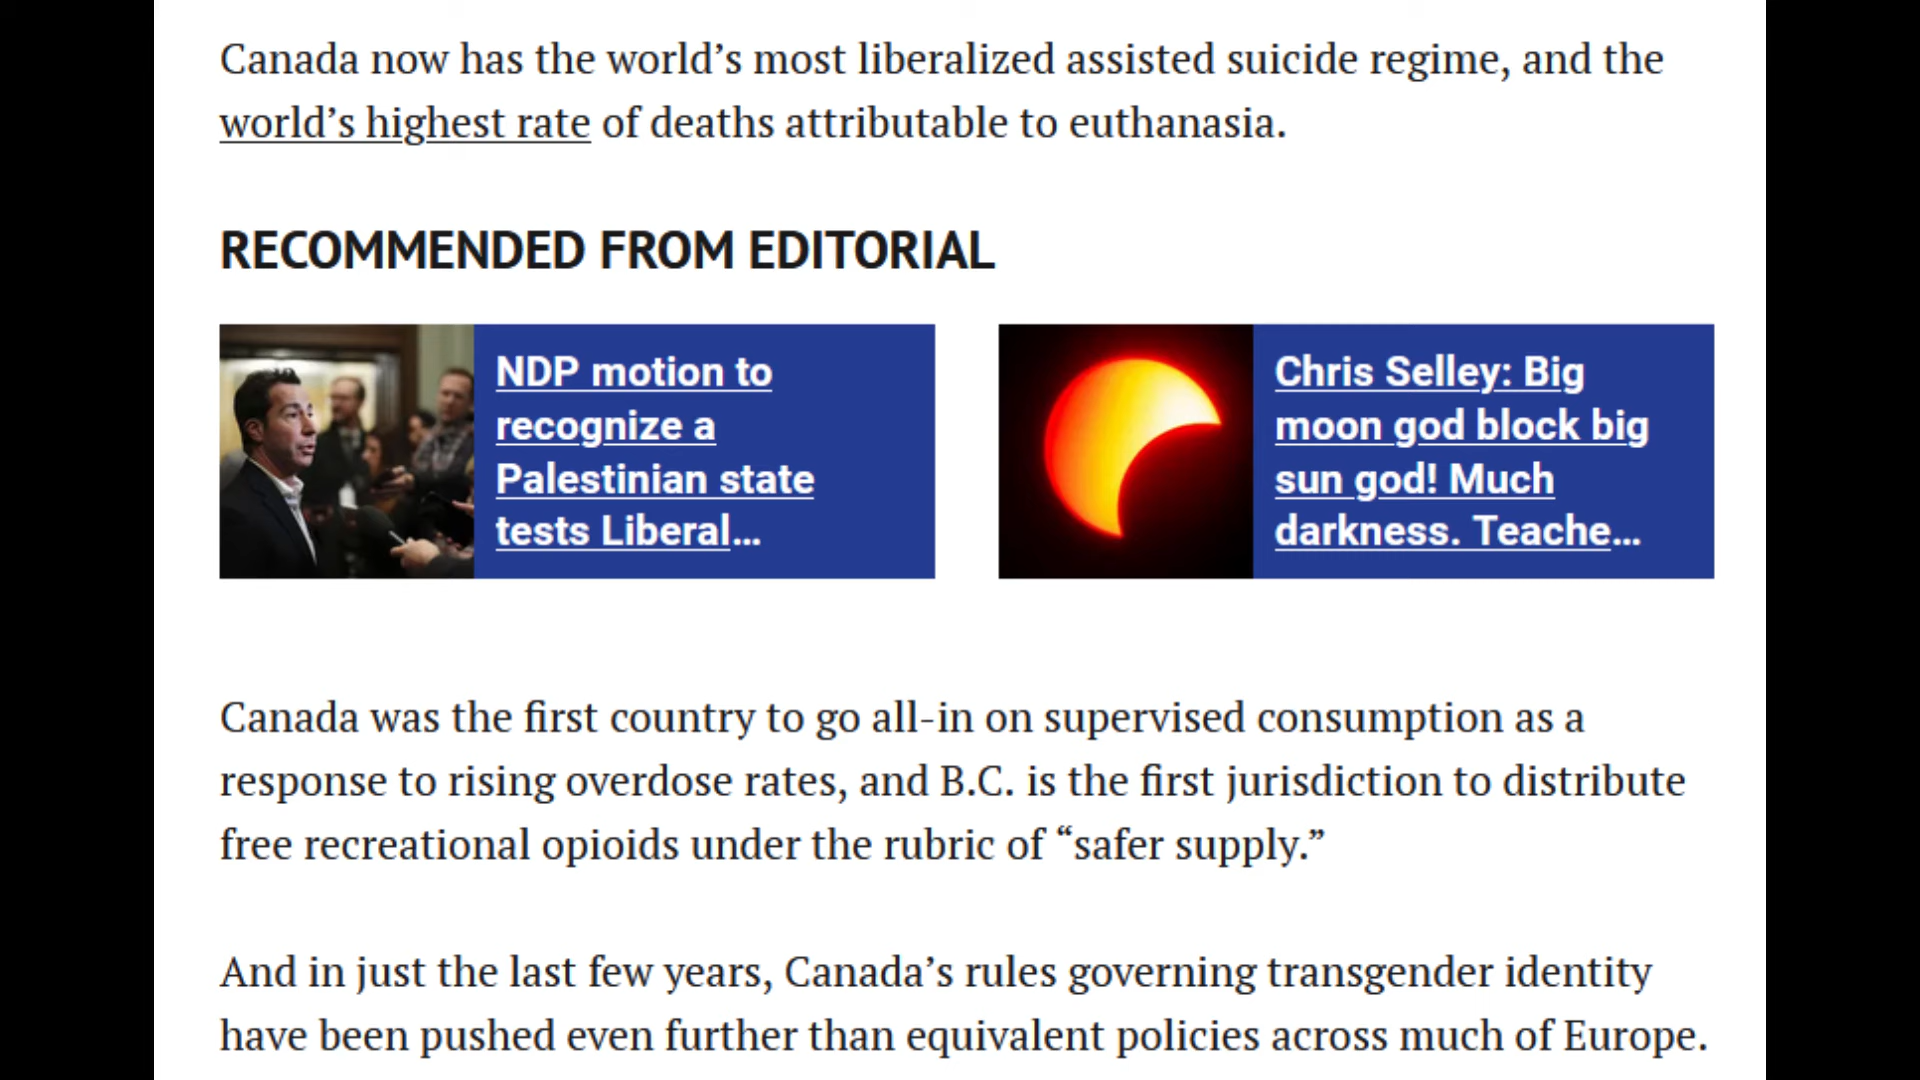 Canada now has the world’s most liberalized assisted suicide regime, and the
world’s highest rate of deaths attributable to euthanasia.
RECOMMENDED FROM EDITORIAL
NDP motion to
recognize a
Palestinian state
tests Liberal...
Chris Selley: Big
moon god block big
sun god! Much
darkness. Teache...
Canada was the first country to go all-in on supervised consumption as a
response to rising overdose rates, and B.C. is the first jurisdiction to distribute
free recreational opioids under the rubric of “safer supply.”
And in just the last few years, Canada’s rules governing transgender identity
have been pushed even further than equivalent policies across much of Europe.